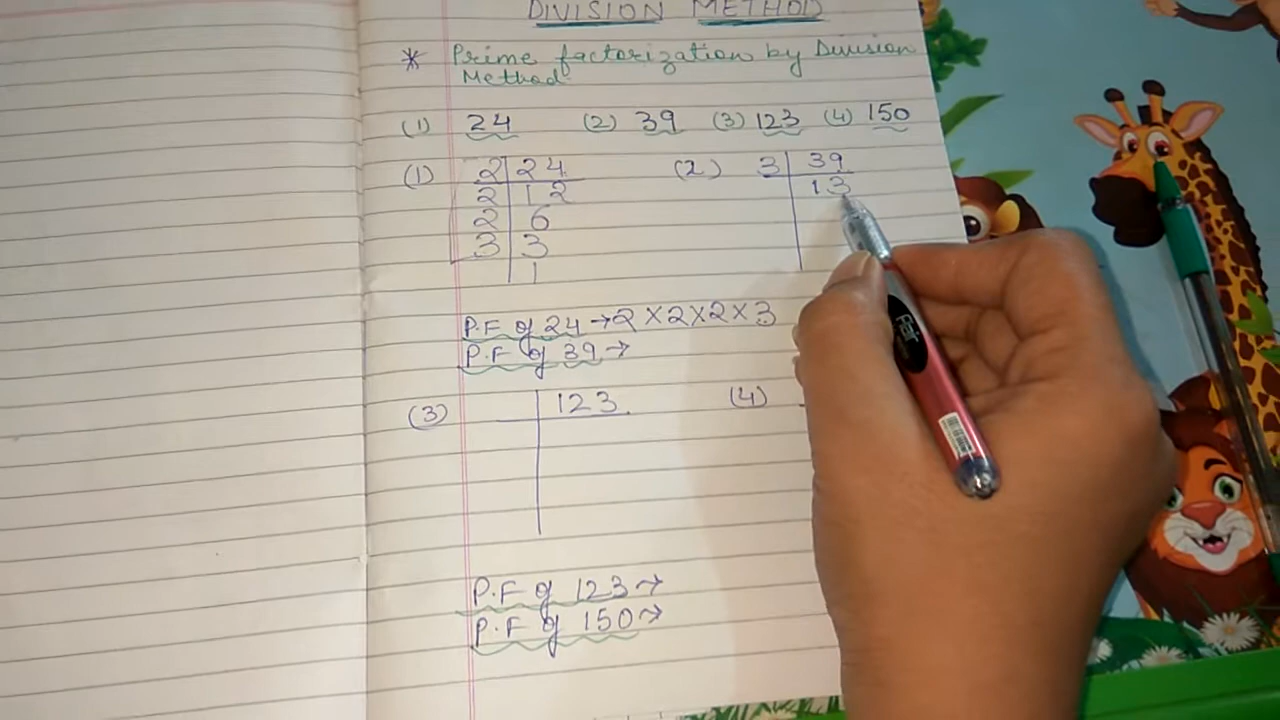 DIVISION METHOD
* Prime factorization by Division
Method
(1) 24 (2) 39 (3) 123 (4) 150
(1) 2 | 24 (2) 3 | 39
2 | 12 13
2 | 6
3 | 3
1
P.F of 24 → 2 × 2 × 2 × 3
P.F of 39 →
(3) 123 (4)
P.F of 123 →
P.F of 150 →